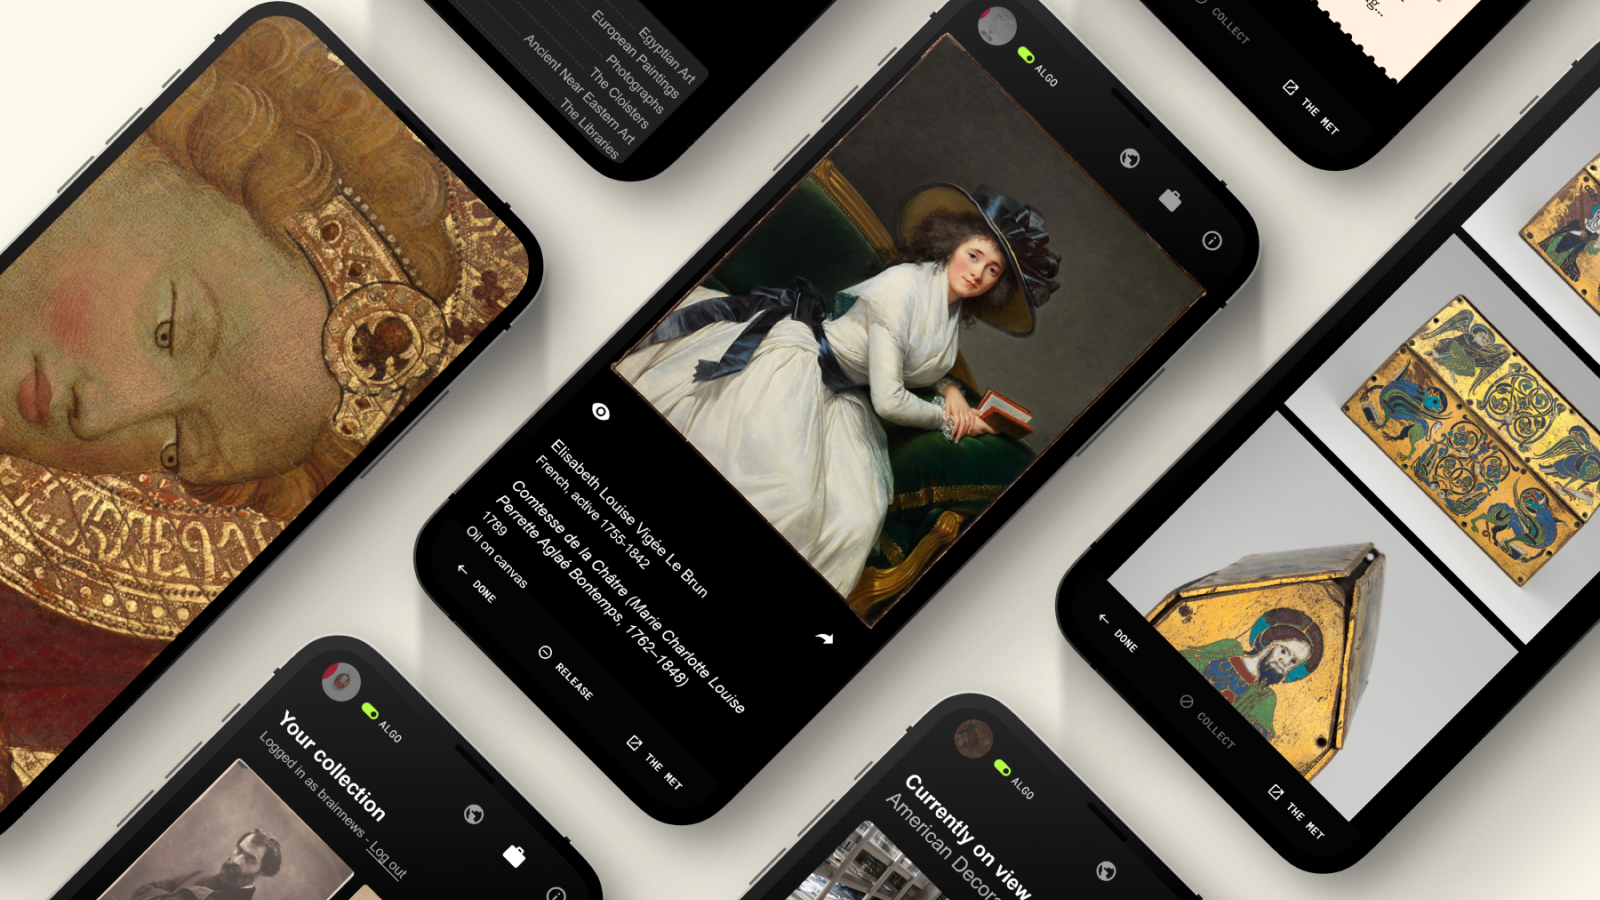 Egyptian Art
European Paintings
Photographs
The Cloisters
Ancient Near Eastern Art
The Libraries
ALGO
Elisabeth Louise Vigée Le Brun
French, active 1755-1842
Comtesse de la Châtre (Marie Charlotte Louise
Perrette Aglaé Bontemps, 1762–1848)
1789
Oil on canvas
← DONE
RELEASE
THE MET
COLLECT
THE MET
← DONE
COLLECT
THE MET
ALGO
Your collection
Logged in as brainnews - Log out
ALGO
Currently on view
American Decora